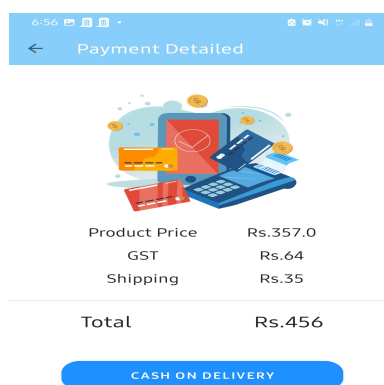 6:56
Payment Detailed
Product Price Rs.357.0
GST Rs.64
Shipping Rs.35
Total Rs.456
CASH ON DELIVERY